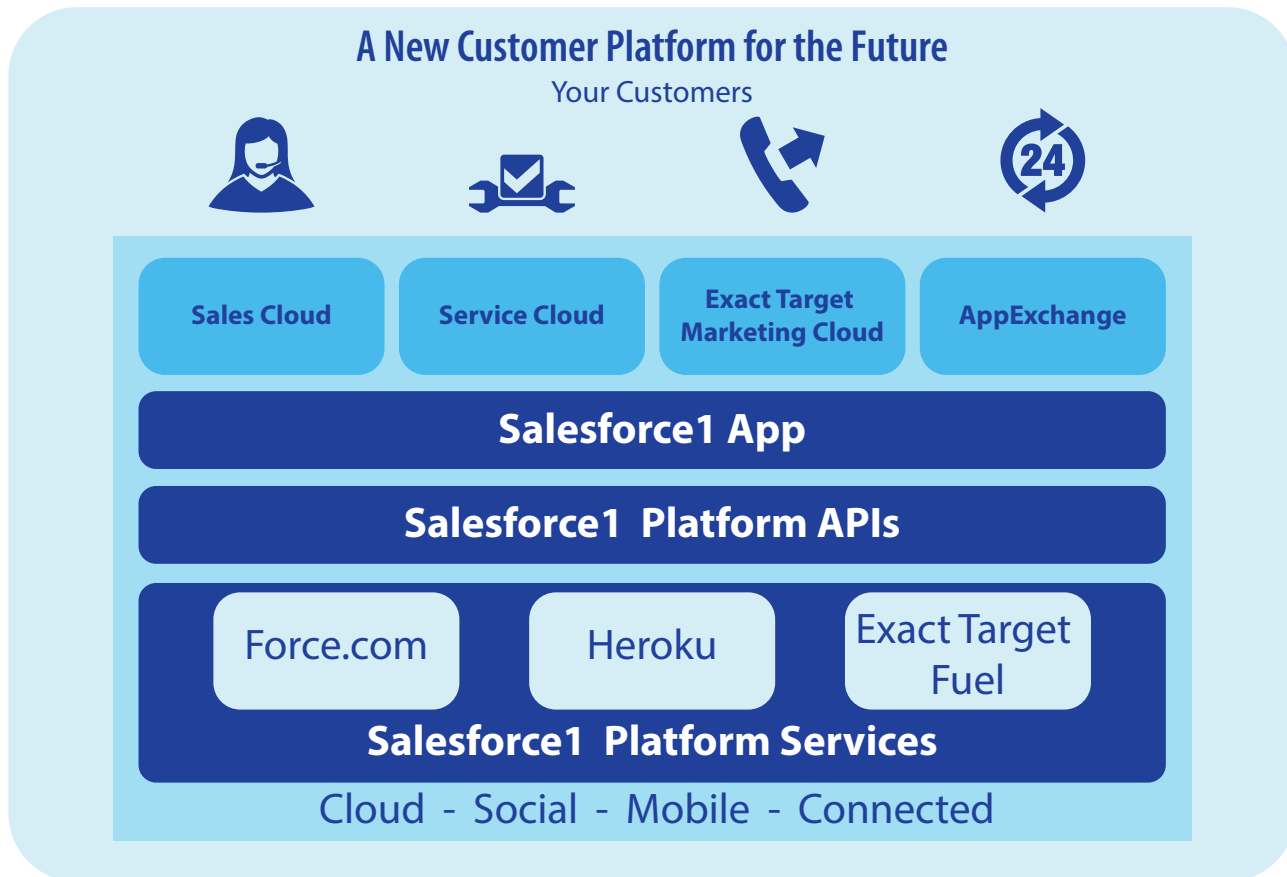 A New Customer Platform for the Future
Your Customers
24
Sales Cloud
Service Cloud
Exact Target
Marketing Cloud
AppExchange
Salesforce1 App
Salesforce1 Platform APIs
Force.com
Heroku
Exact Target
Fuel
Salesforce1 Platform Services
Cloud - Social - Mobile - Connected